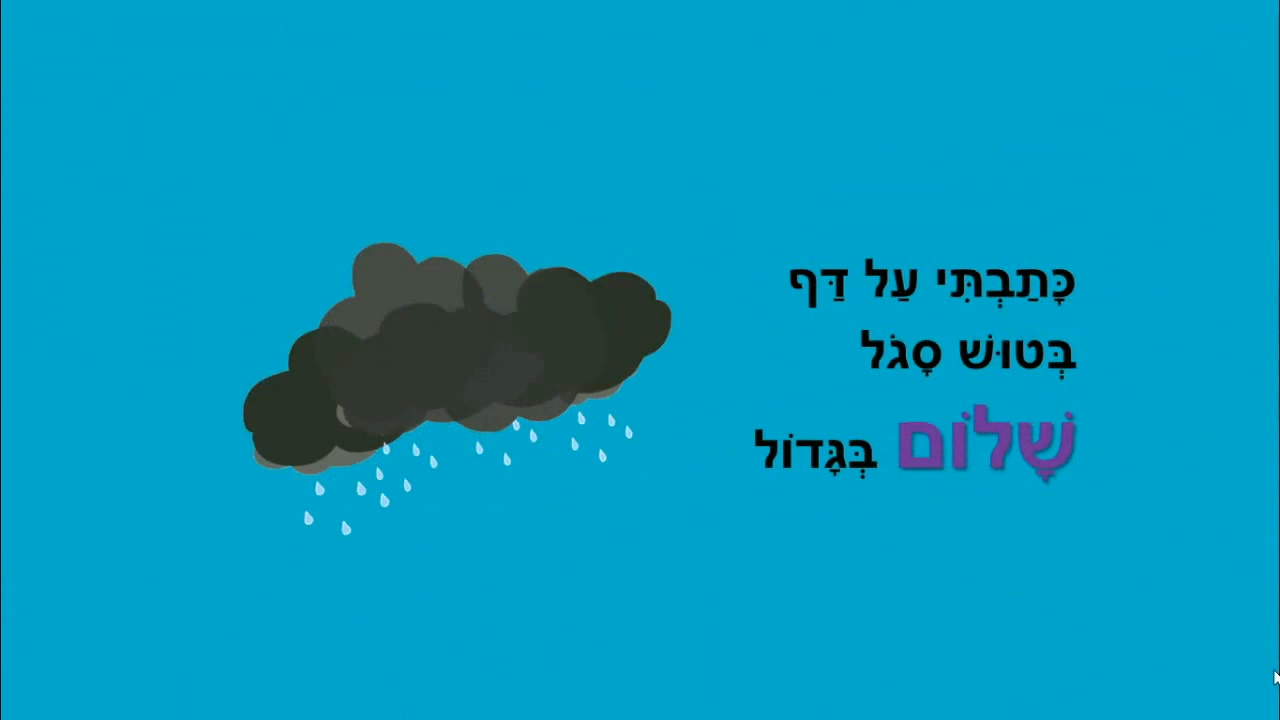 כָּתַבְתִּי עַל דַּף
בְּטוּשׁ סָגֹל
שָׁלוֹם בְּגָּדוֹל